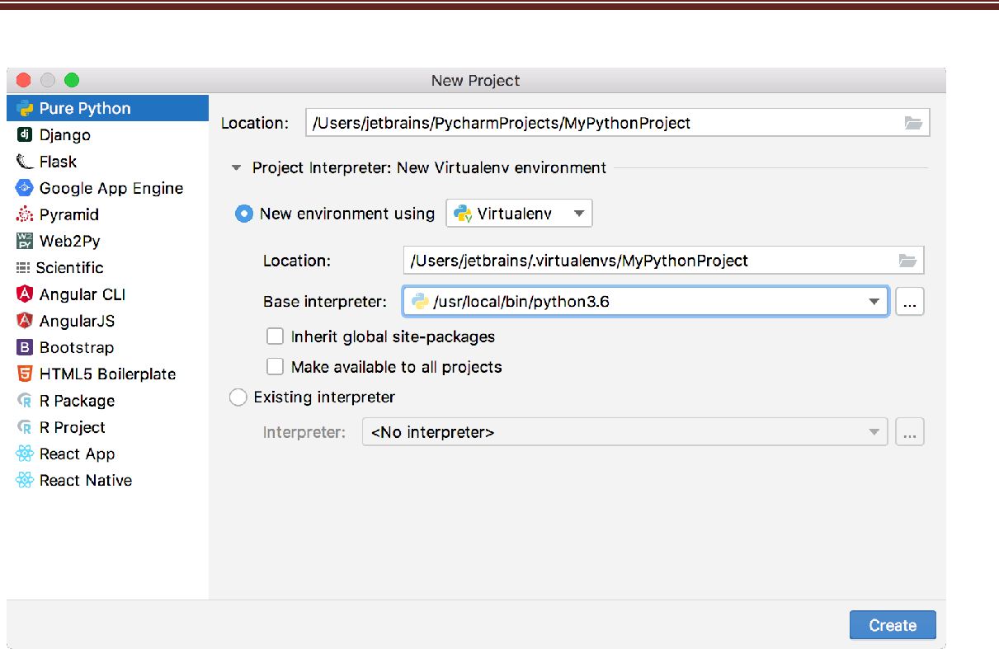 New Project
Pure Python
Django
Flask
Google App Engine
Pyramid
Web2Py
Scientific
Angular CLI
AngularJS
Bootstrap
HTML5 Boilerplate
R Package
R Project
React App
React Native
Location: /Users/jetbrains/PycharmProjects/MyPythonProject
Project Interpreter: New Virtualenv environment
New environment using Virtualenv
Location: /Users/jetbrains/.virtualenvs/MyPythonProject
Base interpreter: /usr/local/bin/python3.6 ...
Inherit global site-packages
Make available to all projects
Existing interpreter
Interpreter: <No interpreter> ...
Create